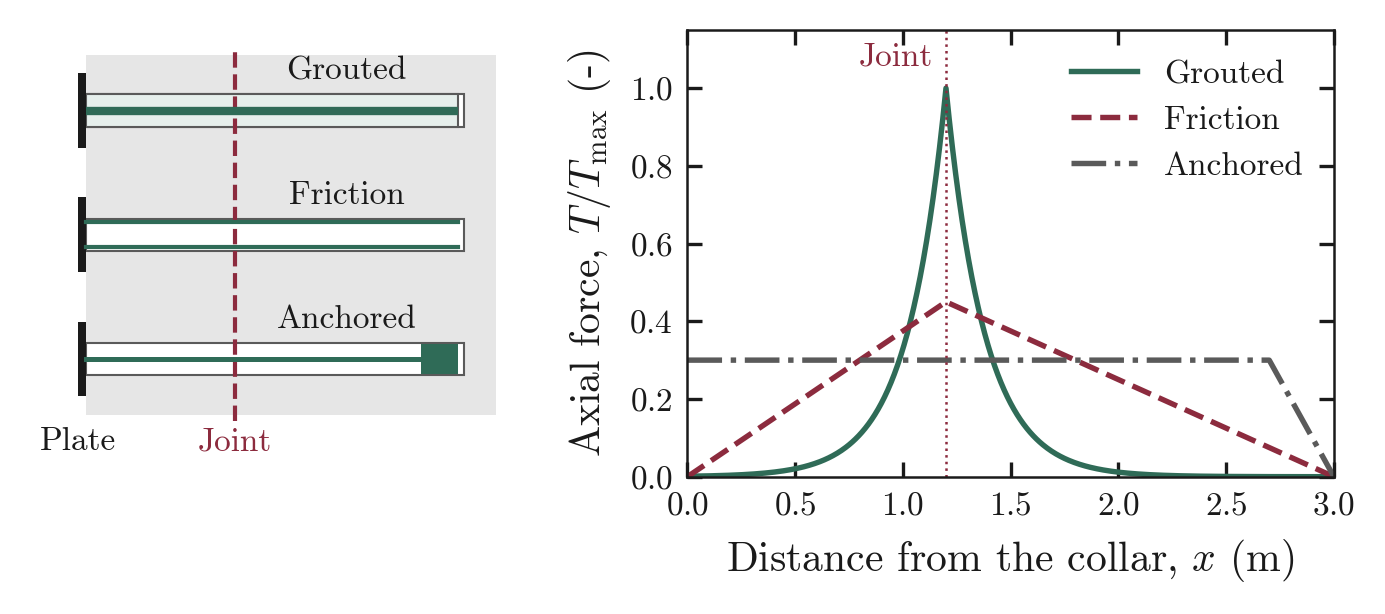 Grouted
Friction
Anchored
Plate
Joint
Axial force, T/T_max (-)
1.0
0.8
0.6
0.4
0.2
0.0
Joint
Grouted
Friction
Anchored
0.0 0.5 1.0 1.5 2.0 2.5 3.0
Distance from the collar, x (m)